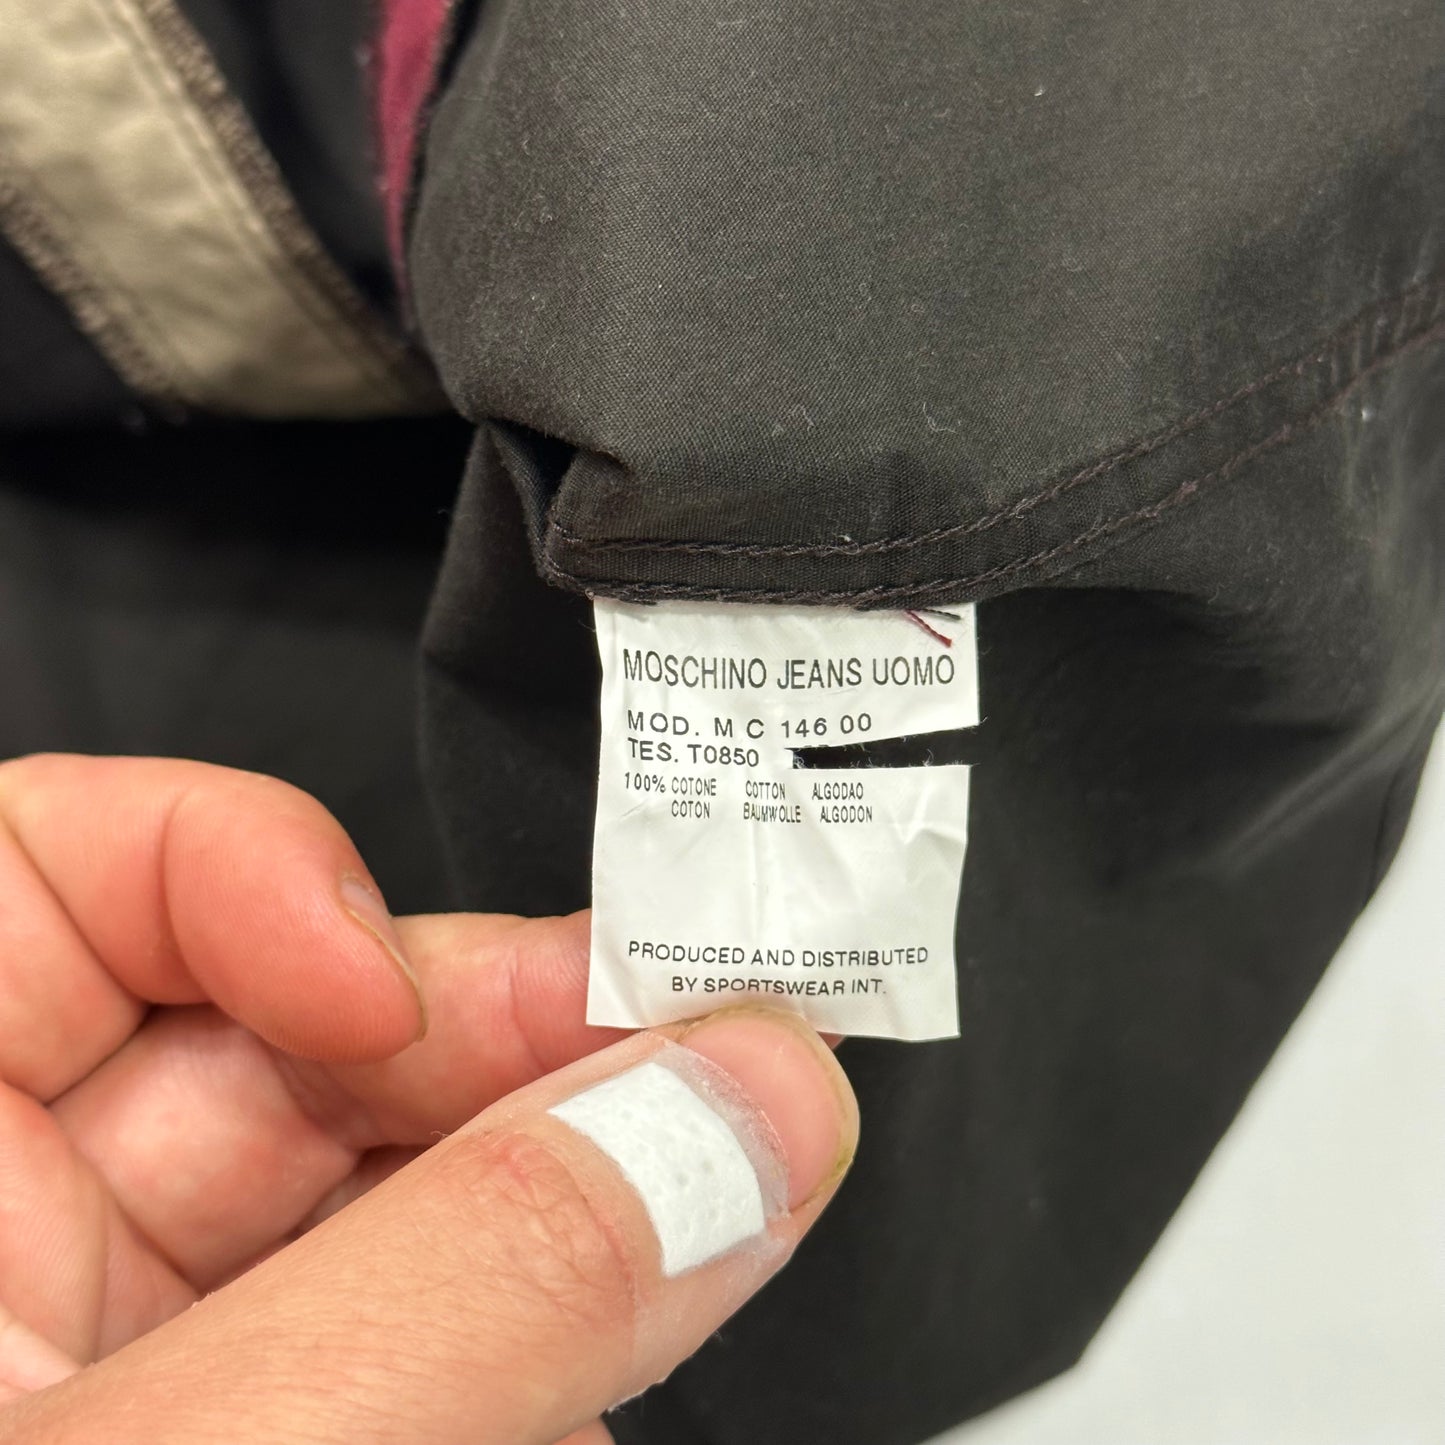 MOSCHINO JEANS UOMO
MOD. M C 146 00
TES. T0850
100% COTONE COTTON ALGODAO
COTON BAUMWOLLE ALGODON
PRODUCED AND DISTRIBUTED
BY SPORTSWEAR INT.